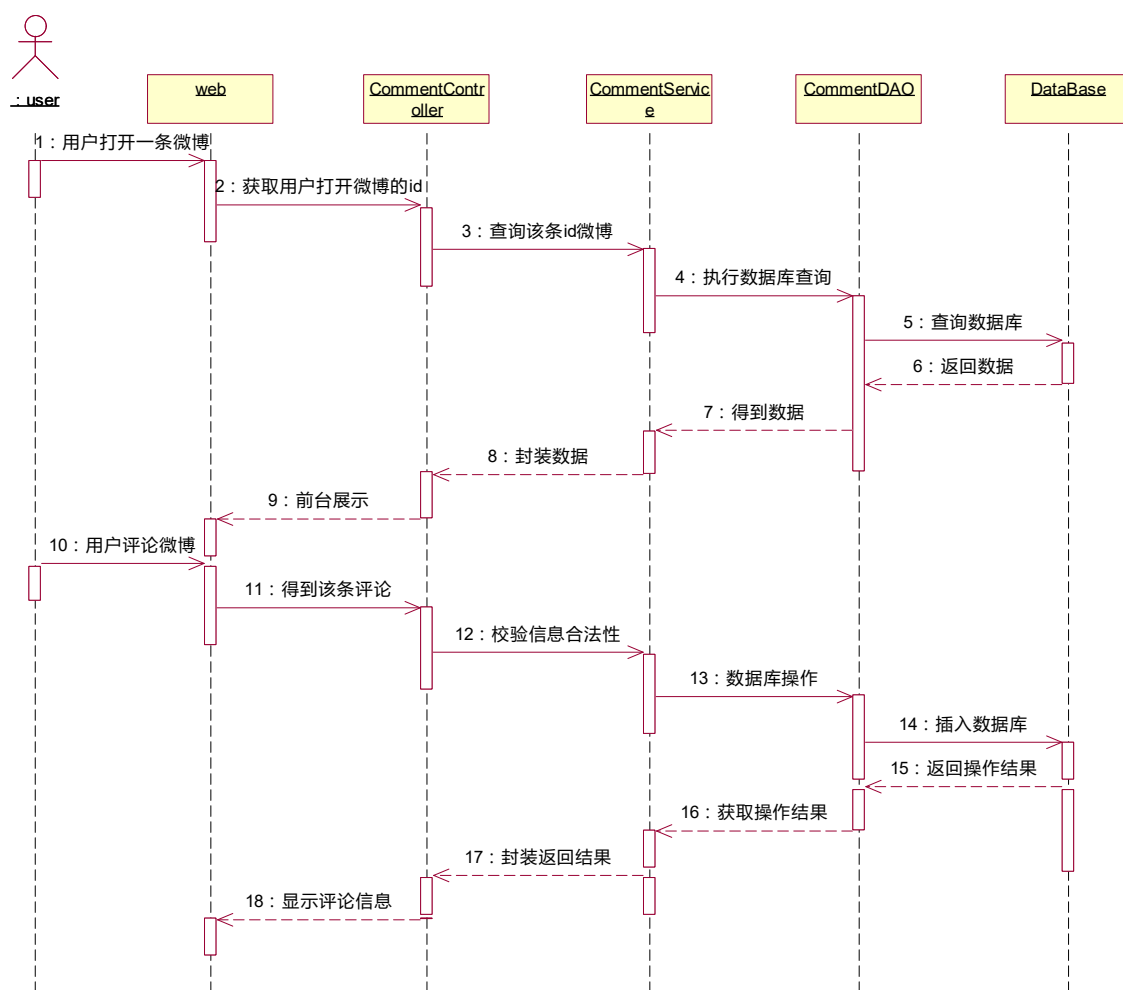 : user
web
CommentContr
oller
CommentServic
e
CommentDAO
DataBase
1：用户打开一条微博
2：获取用户打开微博的id
3：查询该条id微博
4：执行数据库查询
5：查询数据库
6：返回数据
7：得到数据
8：封装数据
9：前台展示
10：用户评论微博
11：得到该条评论
12：校验信息合法性
13：数据库操作
14：插入数据库
15：返回操作结果
16：获取操作结果
17：封装返回结果
18：显示评论信息